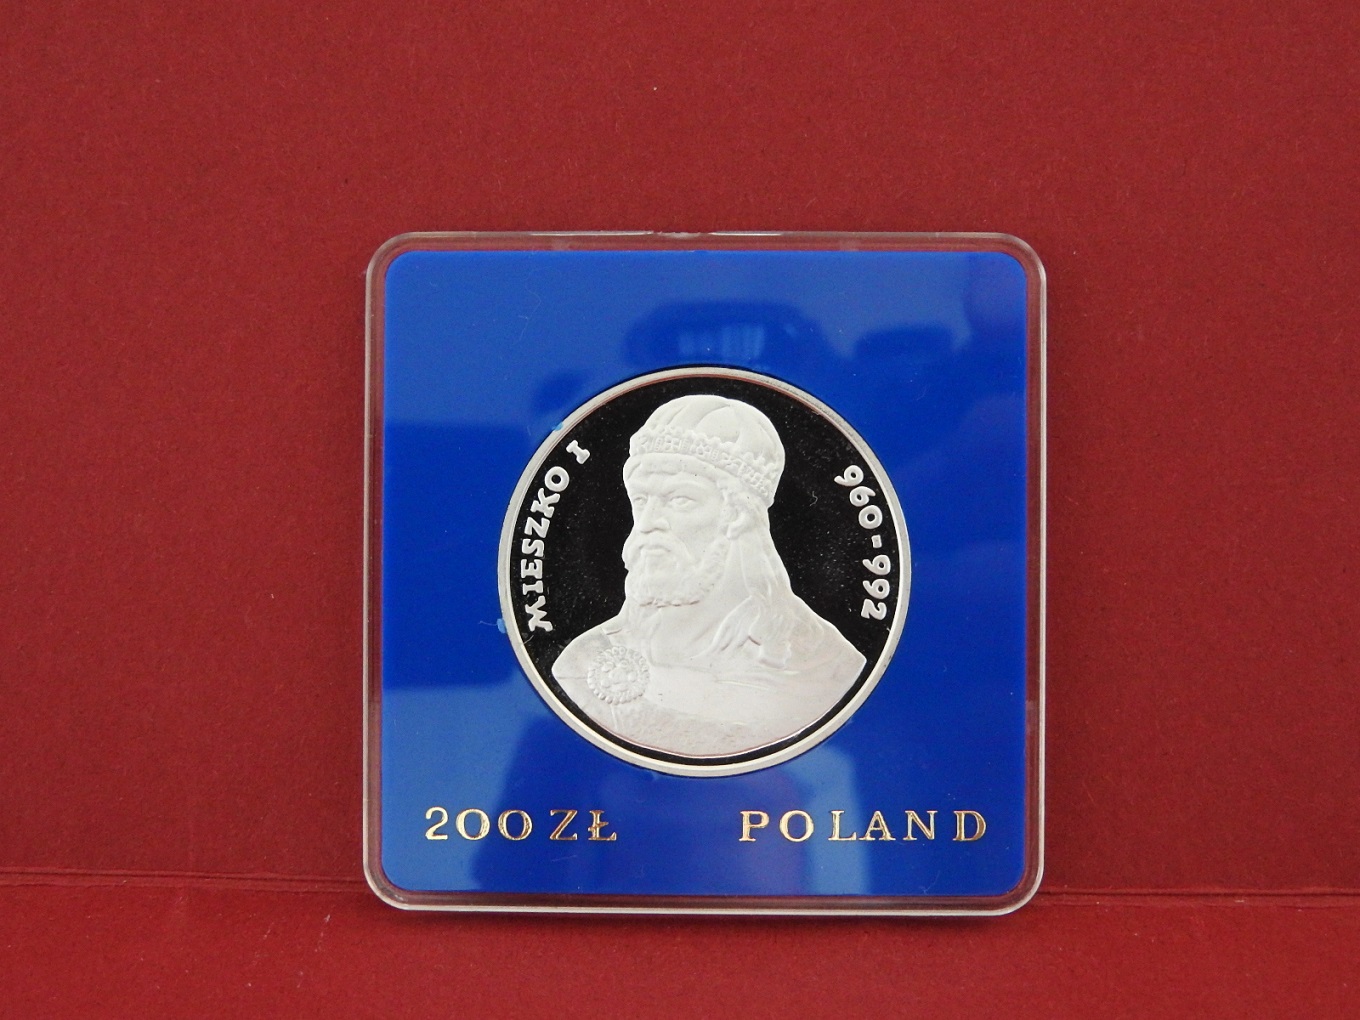 MIESZKO I
960-992
200 ZŁ POLAND